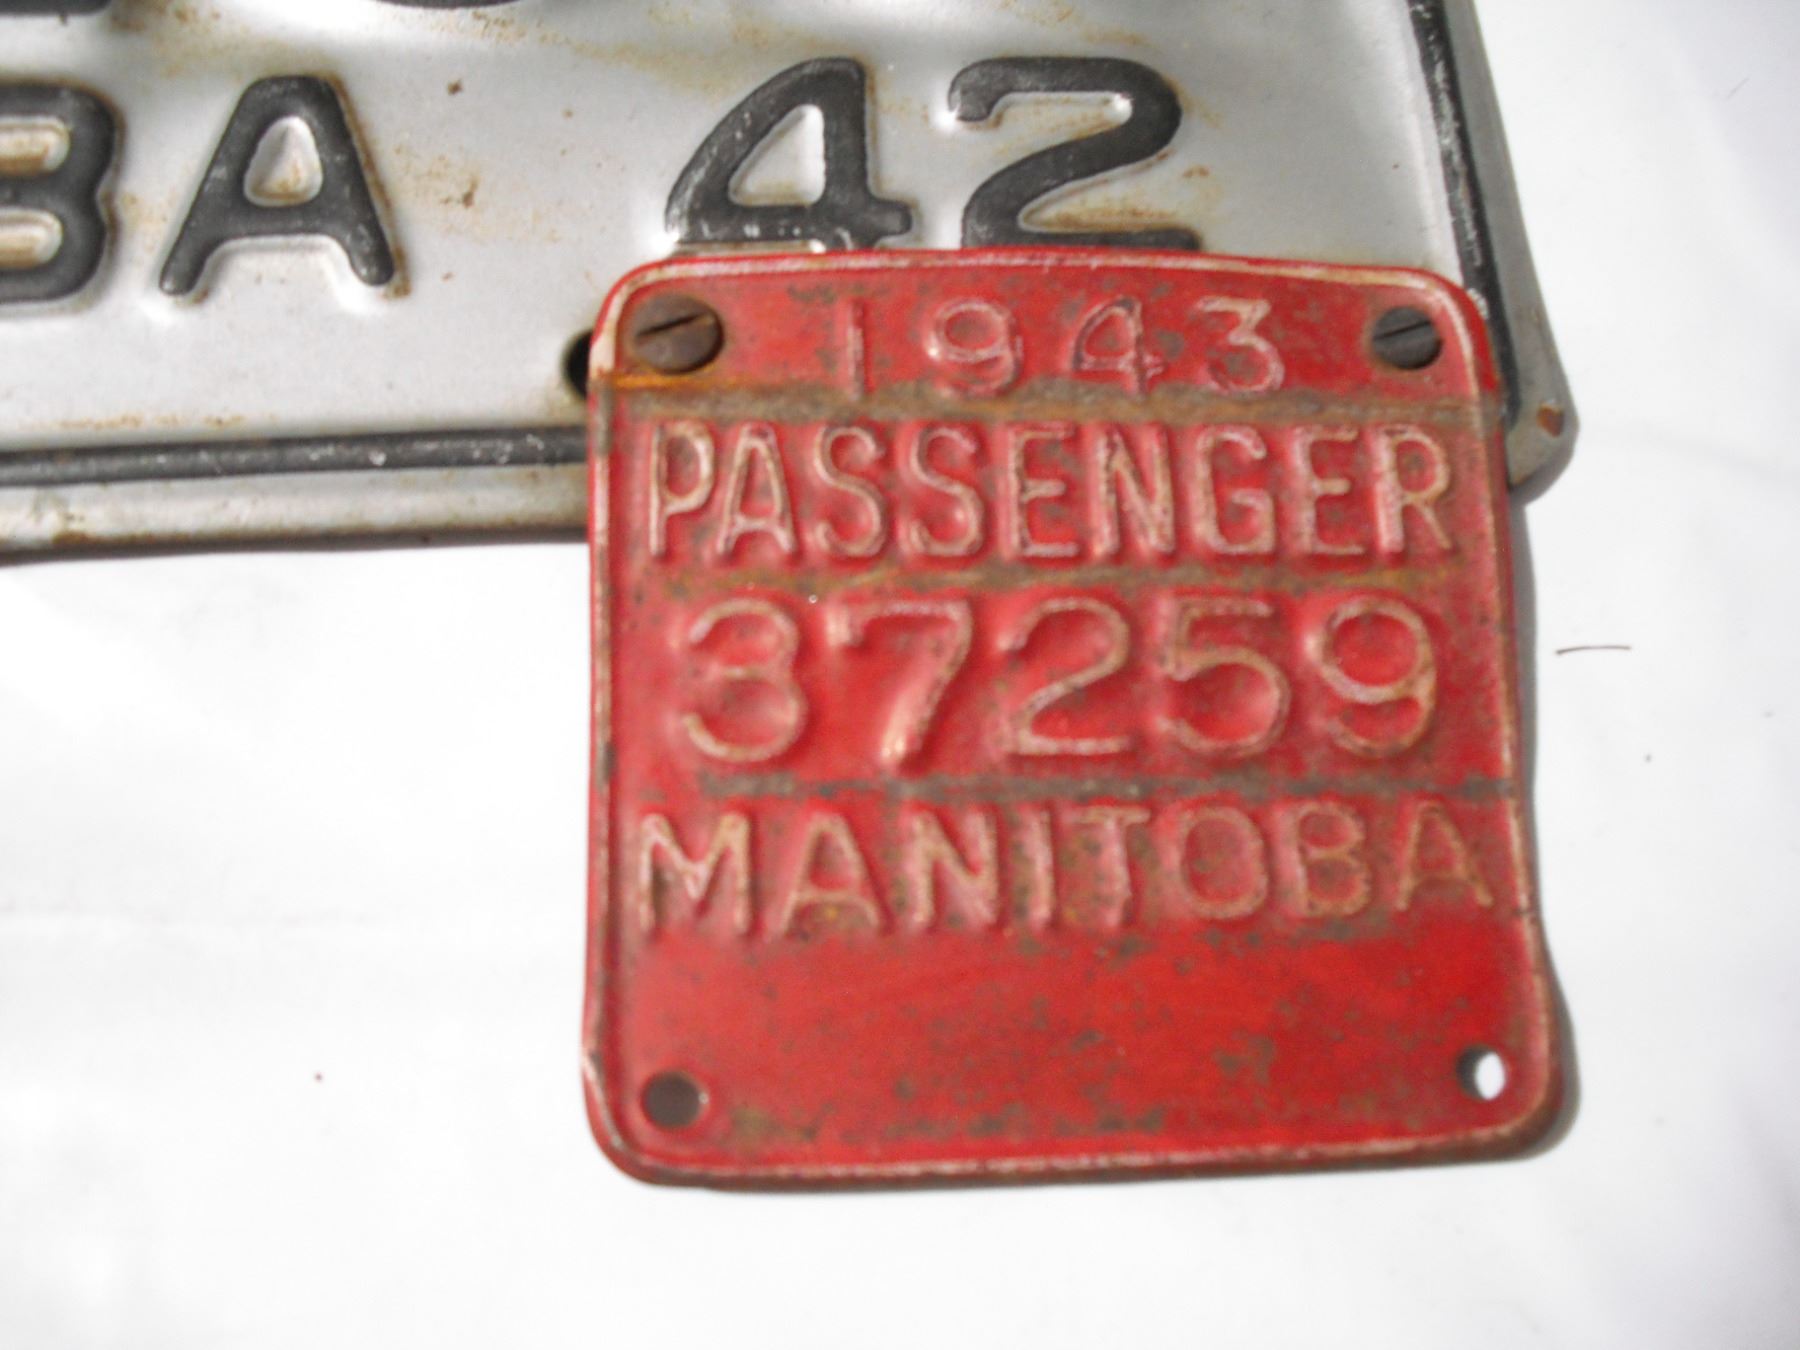 BA 42
1943
PASSENGER
37259
MANITOBA